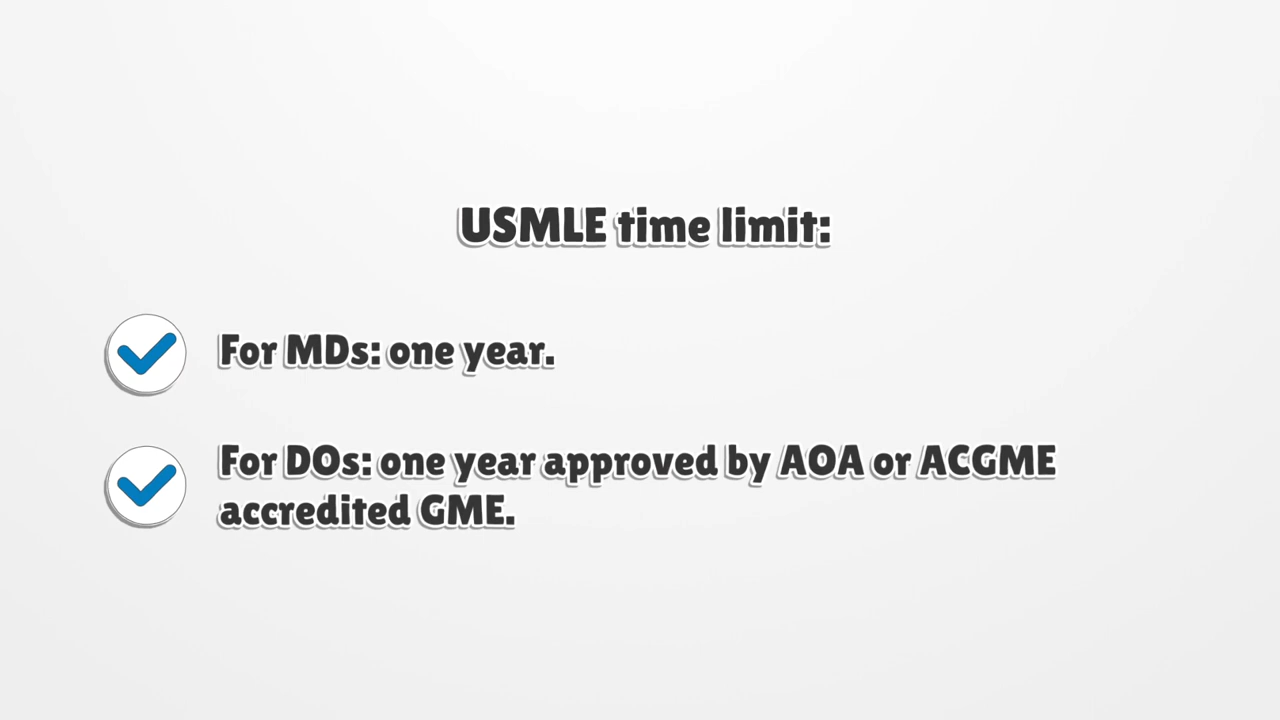 USMLE time limit:
For MDs: one year.
For DOs: one year approved by AOA or ACGME
accredited GME.